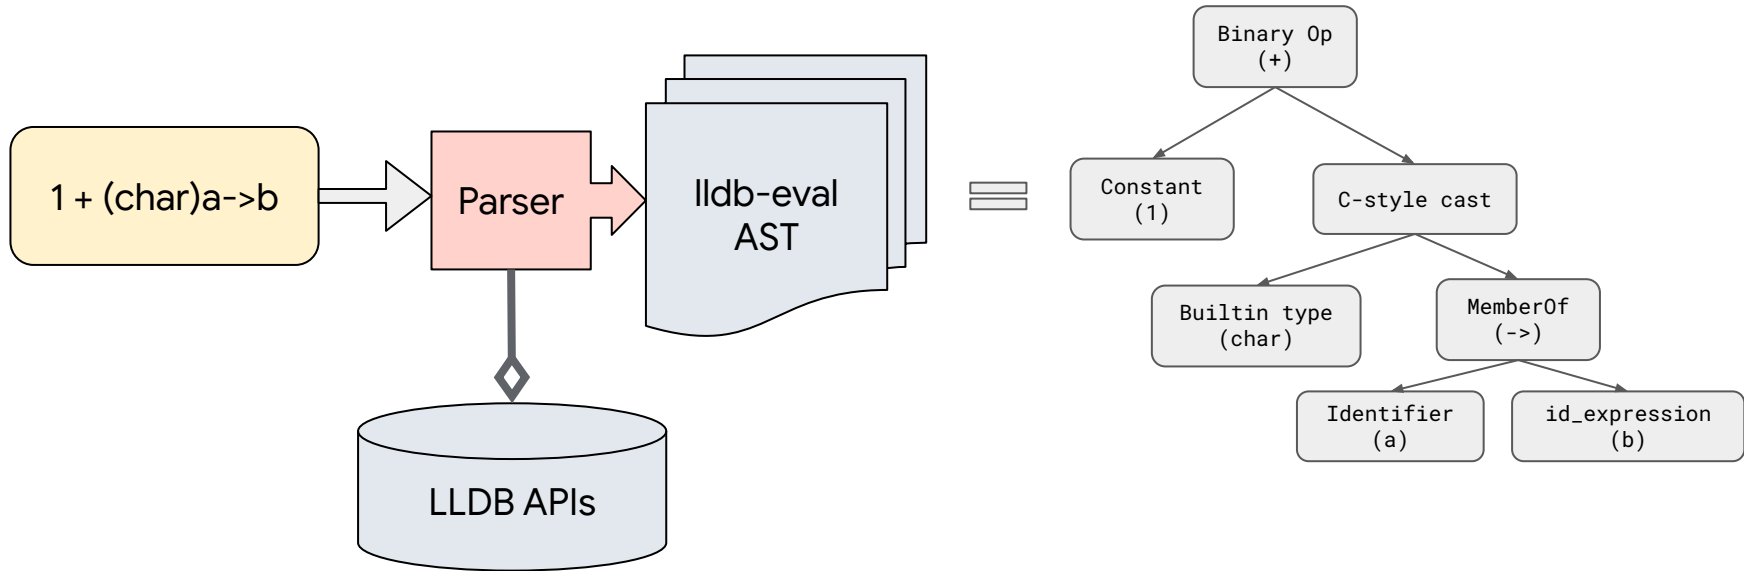 1 + (char)a->b
Parser
lldb-eval
AST
LLDB APIs
Binary Op
(+)
Constant
(1)
C-style cast
Builtin type
(char)
MemberOf
(->)
Identifier
(a)
id_expression
(b)